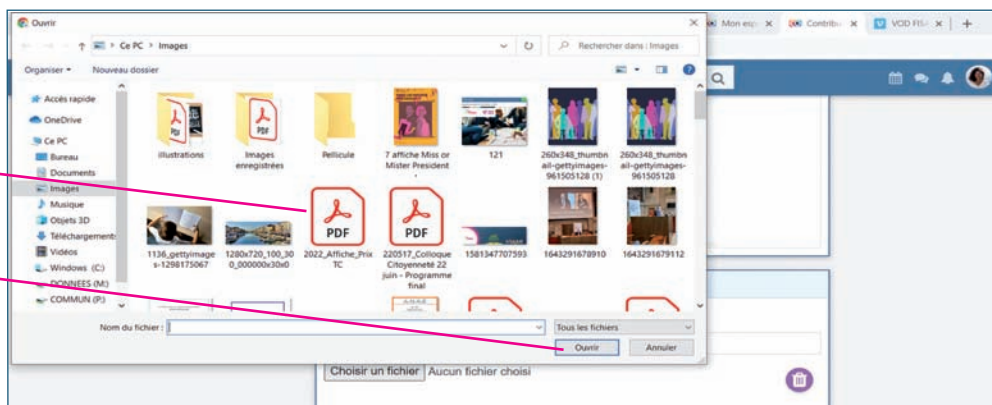 Ouvrir
Mon esp
Contribu
VOD FISA
Ce PC > Images
Rechercher dans : Images
Organiser
Nouveau dossier
Accès rapide
OneDrive
Ce PC
Bureau
Documents
Images
Musique
Objets 3D
Téléchargements
Vidéos
Windows (C:)
DONNEES (M:)
COMMUN (P:)
PDF
illustrations
PDF
Images
enregistrées
Pellicule
7 affiche Miss or
Mister President
121
260x348_thumbn
ail-gettyimages-
961505128 (1)
260x348_thumbn
ail-gettyimages-
961505128
1136_gettyimage
s-1298175067
1280x720_100_30
0_000000x30x0
PDF
2022_Affiche_Prix
TC
PDF
220517_Colloque
Citoyenneté 22
juin - Programme
final
1581347707593
1643291678910
1643291679112
Nom du fichier :
Tous les fichiers
Ouvrir
Annuler
Choisir un fichier
Aucun fichier choisi